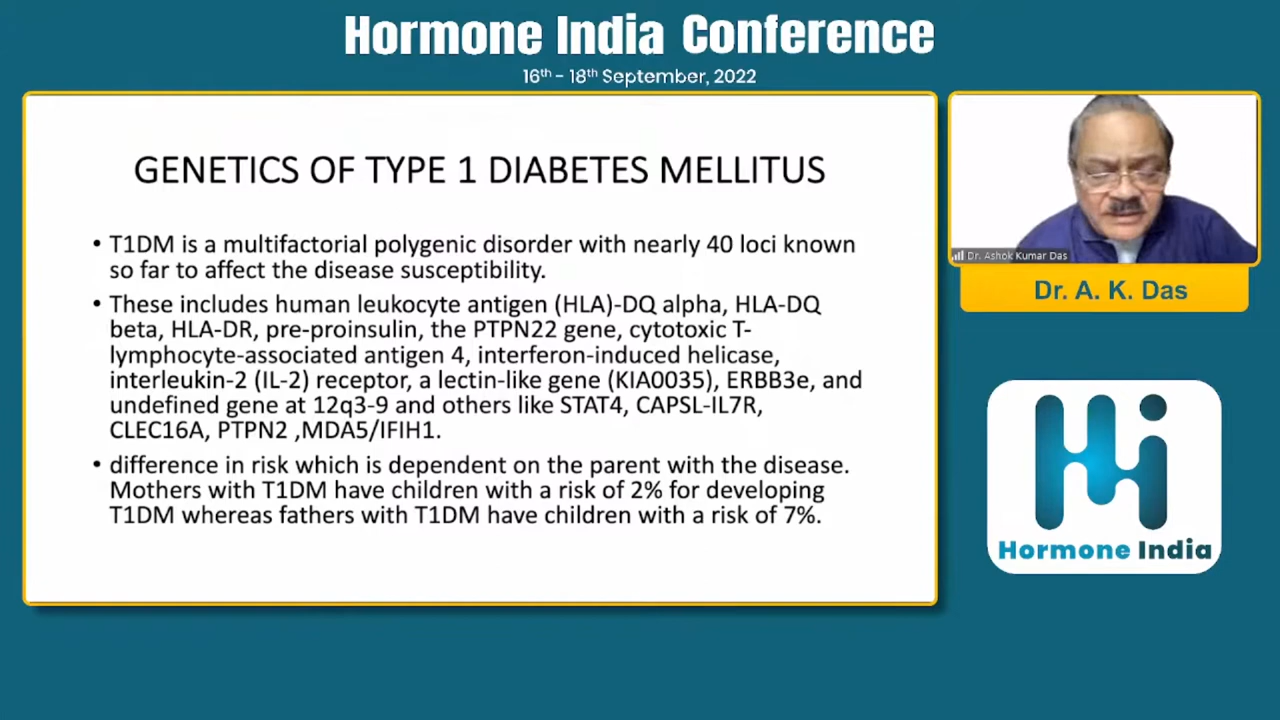 Hormone India Conference
16th - 18th September, 2022
GENETICS OF TYPE 1 DIABETES MELLITUS
• T1DM is a multifactorial polygenic disorder with nearly 40 loci known
so far to affect the disease susceptibility.
• These includes human leukocyte antigen (HLA)-DQ alpha, HLA-DQ
beta, HLA-DR, pre-proinsulin, the PTPN22 gene, cytotoxic T-
lymphocyte-associated antigen 4, interferon-induced helicase,
interleukin-2 (IL-2) receptor, a lectin-like gene (KIA0035), ERBB3e, and
undefined gene at 12q3-9 and others like STAT4, CAPSL-IL7R,
CLEC16A, PTPN2 ,MDA5/IFIH1.
• difference in risk which is dependent on the parent with the disease.
Mothers with T1DM have children with a risk of 2% for developing
T1DM whereas fathers with T1DM have children with a risk of 7%.
Dr. Ashok Kumar Das
Dr. A. K. Das
Hi
Hormone India